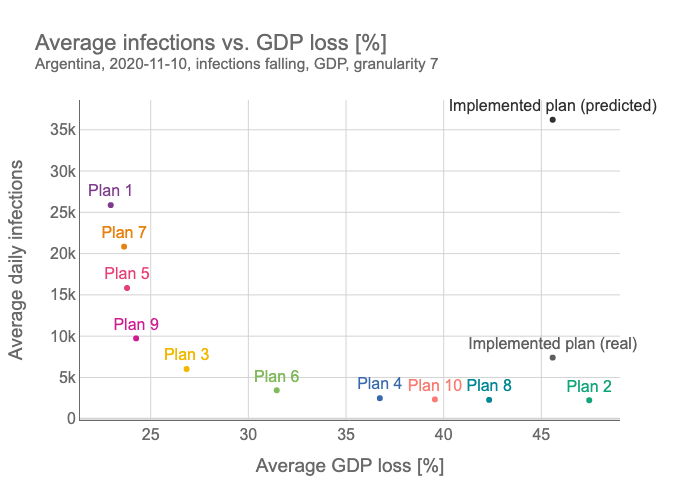 Average infections vs. GDP loss [%]
Argentina, 2020-11-10, infections falling, GDP, granularity 7
Implemented plan (predicted)
35k
30k
Plan 1
25k
Plan 7
20k
Plan 5
15k
Plan 9
10k
Implemented plan (real)
Plan 3
5k
Plan 6
Plan 4
Plan 10
Plan 8
Plan 2
0
25
30
35
40
45
Average GDP loss [%]
Average daily infections